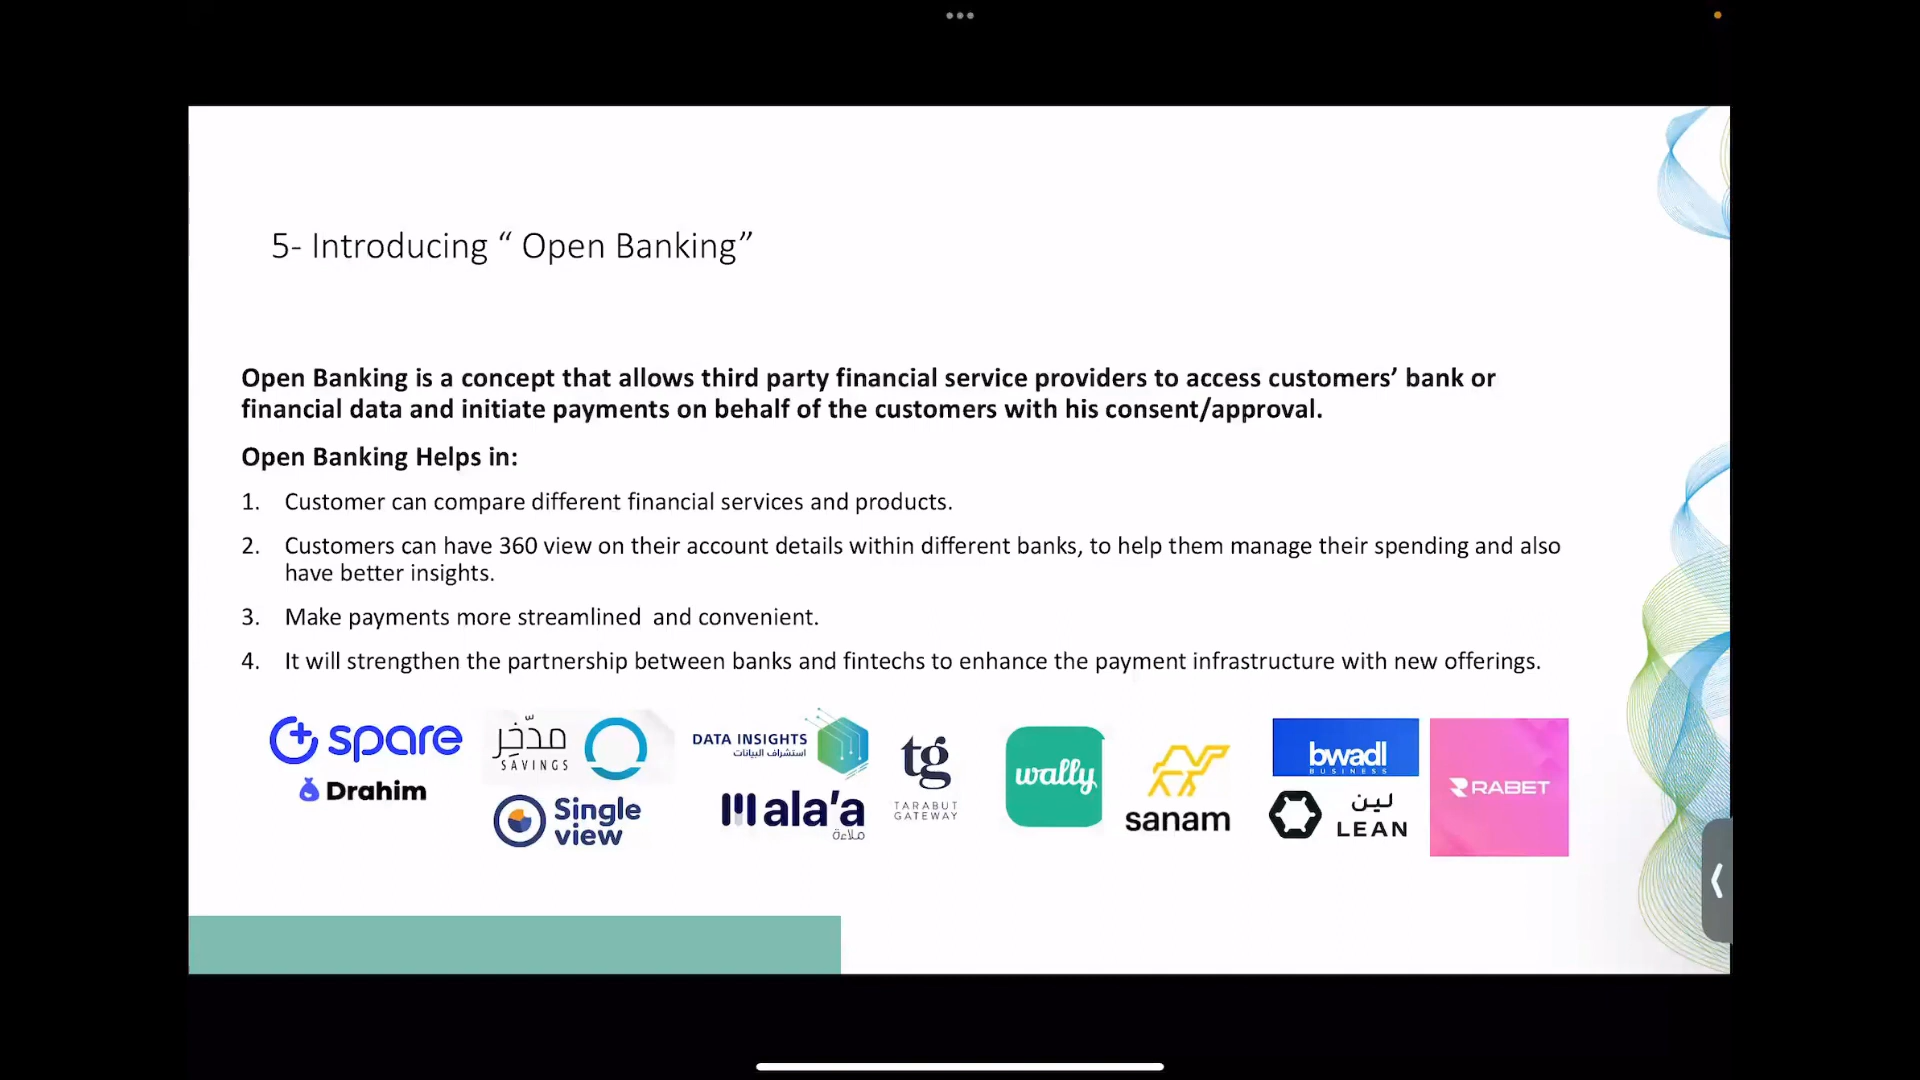 5- Introducing “ Open Banking”
Open Banking is a concept that allows third party financial service providers to access customers’ bank or
financial data and initiate payments on behalf of the customers with his consent/approval.
Open Banking Helps in:
1. Customer can compare different financial services and products.
2. Customers can have 360 view on their account details within different banks, to help them manage their spending and also
have better insights.
3. Make payments more streamlined  and convenient.
4. It will strengthen the partnership between banks and fintechs to enhance the payment infrastructure with new offerings.
spare
Drahim
مدّخر
SAVINGS
Single
view
DATA INSIGHTS
استشراف البيانات
mala’a
ملاءة
tg
TARABUT
GATEWAY
wally
sanam
bwadl
BUSINESS
لين
LEAN
RABET